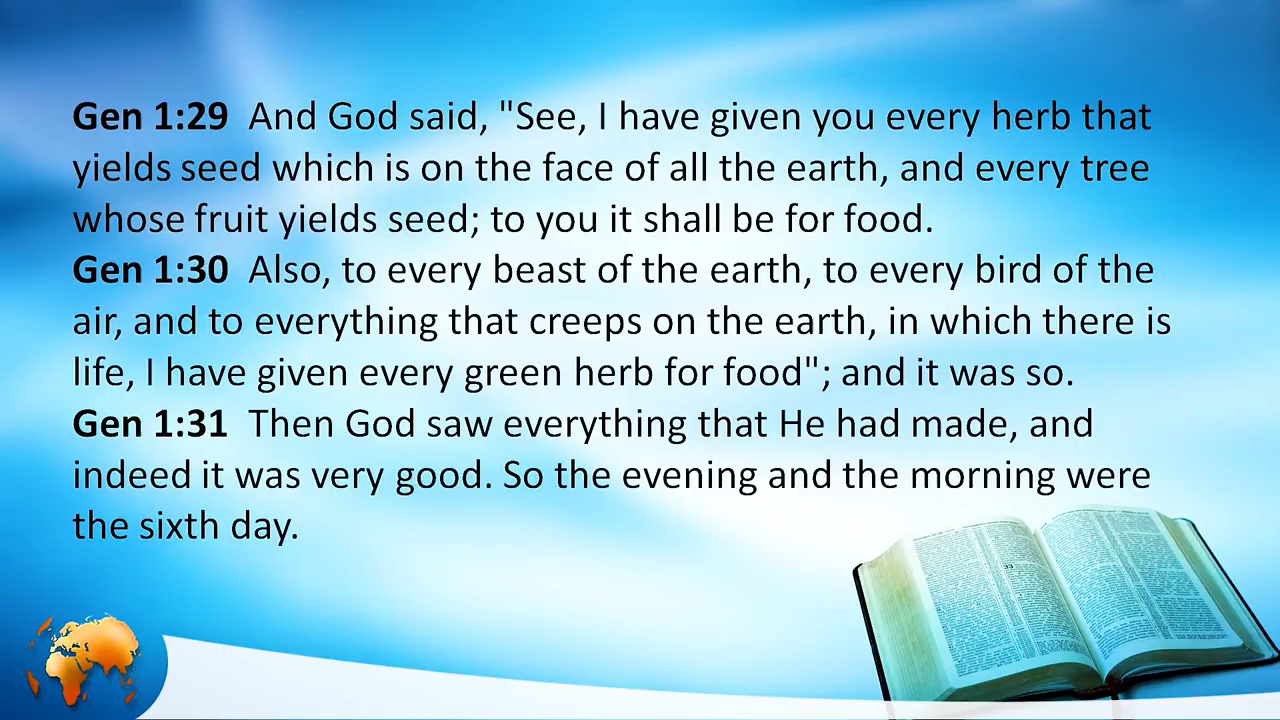 Gen 1:29  And God said, "See, I have given you every herb that
yields seed which is on the face of all the earth, and every tree
whose fruit yields seed; to you it shall be for food.
Gen 1:30  Also, to every beast of the earth, to every bird of the
air, and to everything that creeps on the earth, in which there is
life, I have given every green herb for food"; and it was so.
Gen 1:31  Then God saw everything that He had made, and
indeed it was very good. So the evening and the morning were
the sixth day.
33